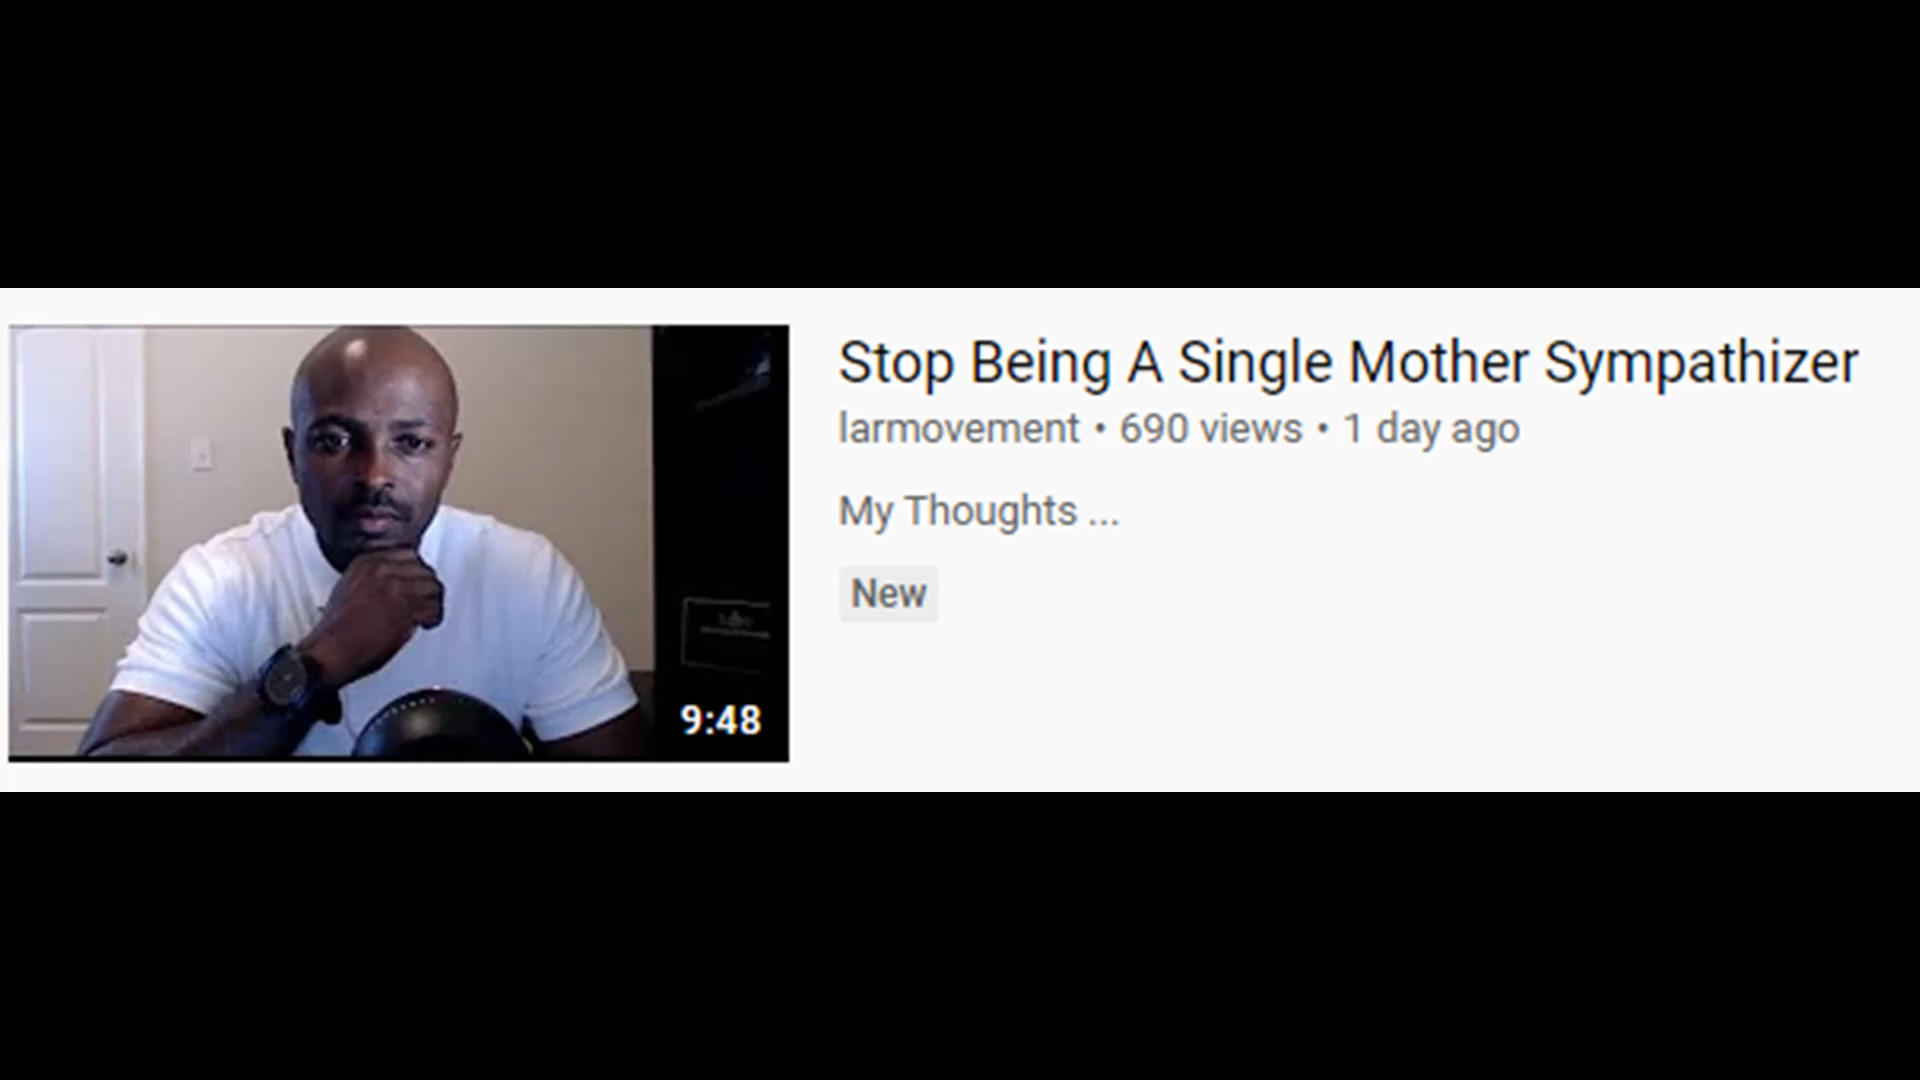 Stop Being A Single Mother Sympathizer
larmovement • 690 views • 1 day ago
My Thoughts ...
New
9:48